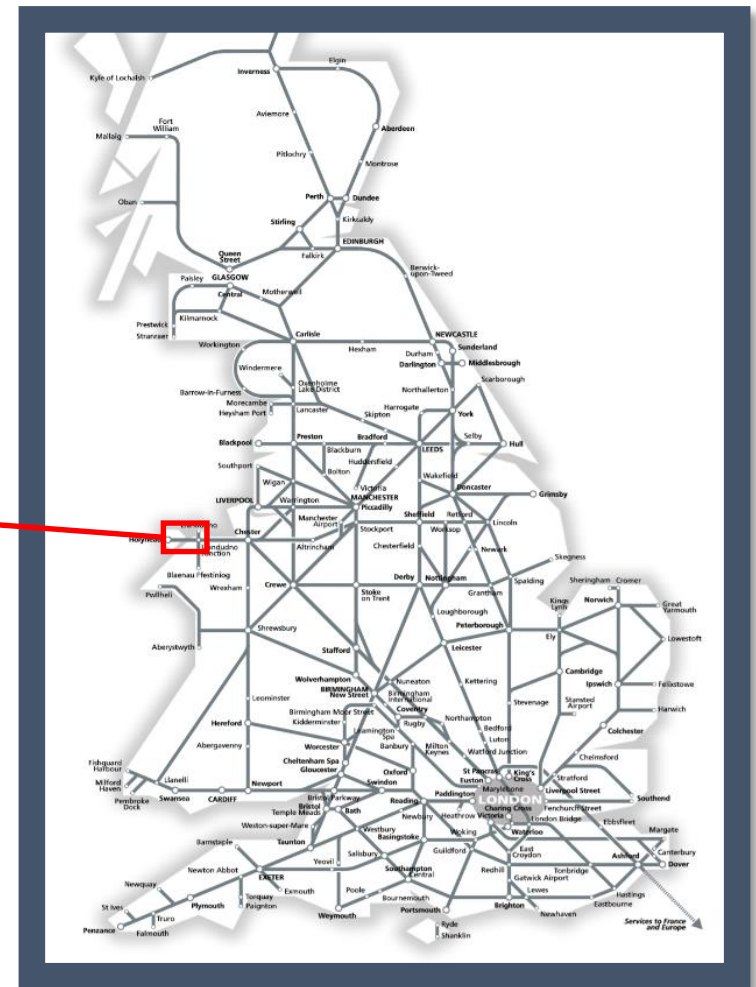 Elgin
Kyle of Lochalsh
Inverness
Aviemore
Fort
William
Aberdeen
Mallaig
Pitlochry
Montrose
Perth
Dundee
Oban
Stirling
Kirkcaldy
EDINBURGH
Queen
Street
Falkirk
Berwick-
upon-Tweed
Paisley
GLASGOW
Central
Motherwell
Kilmarnock
Prestwick
Stranraer
Carlisle
NEWCASTLE
Workington
Hexham
Sunderland
Durham
Darlington
Middlesbrough
Windermere
Scarborough
Oxenholme
Lake District
Barrow-in-Furness
Northallerton
Morecambe
Heysham Port
Lancaster
Harrogate
York
Skipton
Blackpool
Preston
Bradford
Selby
Hull
Blackburn
LEEDS
Southport
Huddersfield
Bolton
Wakefield
Wigan
Victoria
Doncaster
Grimsby
LIVERPOOL
Warrington
MANCHESTER
Piccadilly
Manchester
Airport
Sheffield
Retford
Lincoln
Stockport
Worksop
Chester
Junction
Altrincham
Chesterfield
Newark
Skegness
Blaenau Ffestiniog
Pwllheli
Wrexham
Crewe
Stoke
on Trent
Derby
Nottingham
Grantham
Spalding
Sheringham
Cromer
Kings
Lynn
Norwich
Great
Yarmouth
Loughborough
Peterborough
Shrewsbury
Ely
Lowestoft
Aberystwyth
Stafford
Leicester
Wolverhampton
Cambridge
BIRMINGHAM
New Street
Nuneaton
Kettering
Ipswich
Felixstowe
Birmingham
International
Leominster
Stevenage
Stansted
Airport
Birmingham Moor Street
Coventry
Harwich
Kidderminster
Rugby
Northampton
Hereford
Leamington
Spa
Bedford
Colchester
Worcester
Banbury
Milton
Keynes
Luton
Abergavenny
Watford Junction
Chelmsford
Cheltenham Spa
Fishguard
Harbour
Gloucester
Oxford
St Pancras
King's
Cross
Stratford
Milford
Haven
Llanelli
Swindon
Euston
Marylebone
Liverpool Street
Newport
Paddington
LONDON
Southend
Pembroke
Dock
Swansea
CARDIFF
Bristol Parkway
Reading
Charing Cross
Fenchurch Street
Bristol
Temple Meads
Bath
Newbury
Heathrow
Victoria
London Bridge
Ebbsfleet
Weston-super-Mare
Westbury
Basingstoke
Woking
Waterloo
Margate
Barnstaple
Taunton
East
Croydon
Canterbury
Salisbury
Guildford
Ashford
Dover
Newton Abbot
Yeovil
Redhill
Tonbridge
EXETER
Southampton
Central
Gatwick Airport
Newquay
Exmouth
Poole
Lewes
Hastings
St Ives
Plymouth
Torquay
Paignton
Bournemouth
Eastbourne
Truro
Weymouth
Portsmouth
Brighton
Newhaven
Penzance
Falmouth
Ryde
Shanklin
Services to France
and Europe